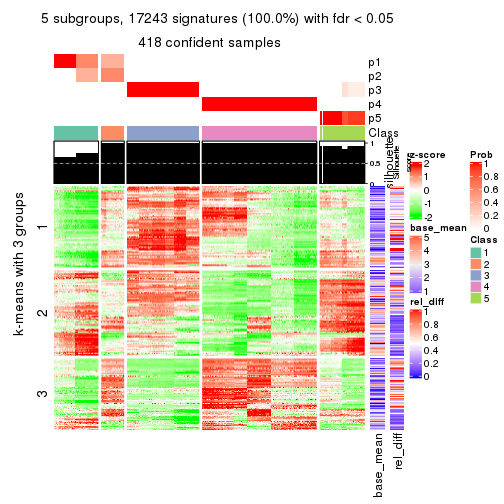 5 subgroups, 17243 signatures (100.0%) with fdr < 0.05
418 confident samples
p1
p2
p3
p4
p5
Class
1
0.5
0
silhouette
Silhouette
score
k-means with 3 groups
1
2
3
base_mean
rel_diff
z-score
2
1
0
-1
-2
base_mean
5
4
3
2
1
rel_diff
1
0.8
0.6
0.4
0.2
0
Prob
1
0.8
0.6
0.4
0.2
0
Class
1
2
3
4
5